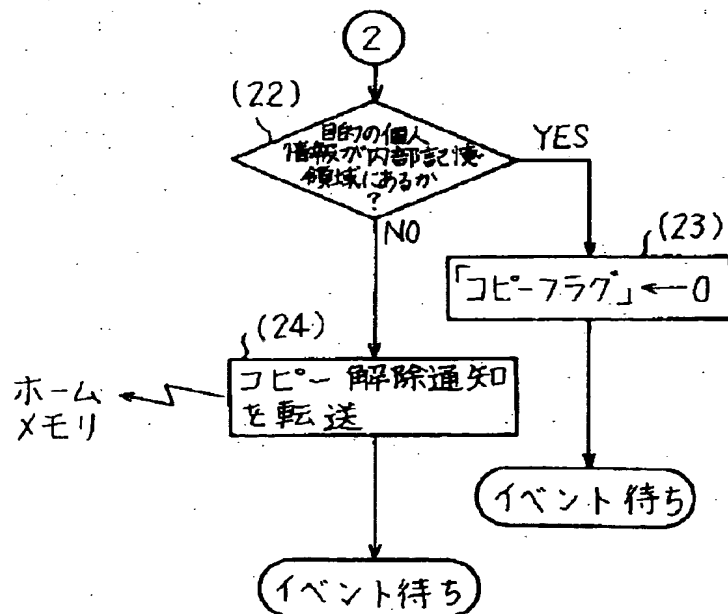 2
(22)
目的の個人
情報が内部記憶
領域にあるか
?
YES
NO
(23)
「コピーフラグ」←0
(24)
コピー解除通知
を転送
ホーム
メモリ
イベント待ち
イベント待ち